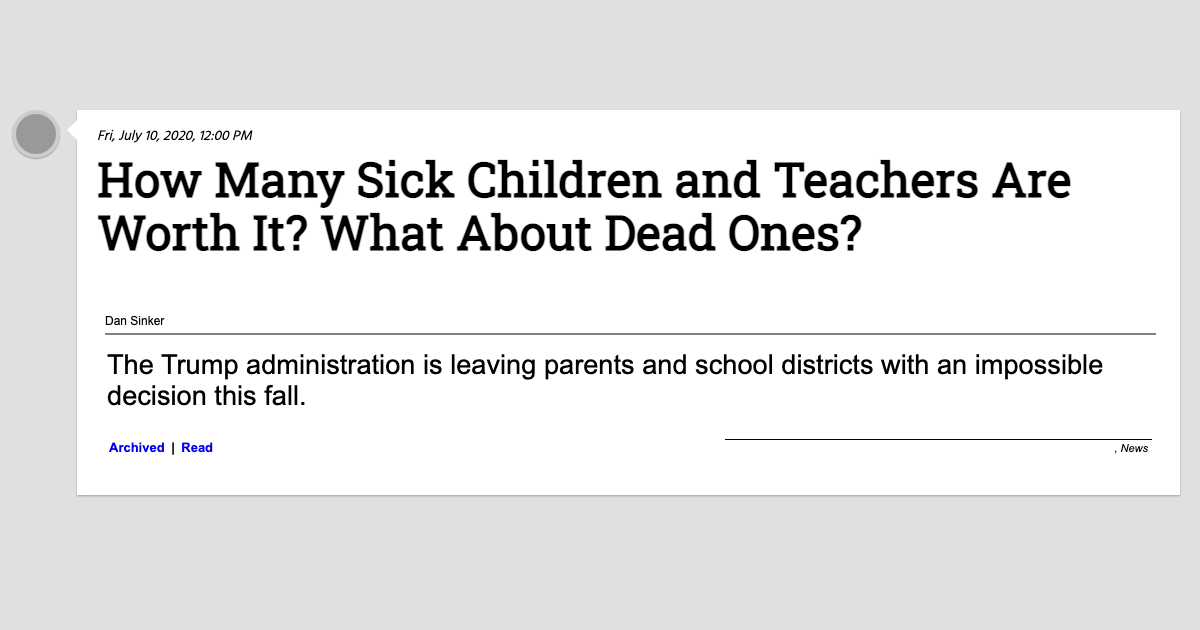 Fri, July 10, 2020, 12:00 PM
How Many Sick Children and Teachers Are
Worth It? What About Dead Ones?
Dan Sinker
The Trump administration is leaving parents and school districts with an impossible
decision this fall.
Archived | Read
, News